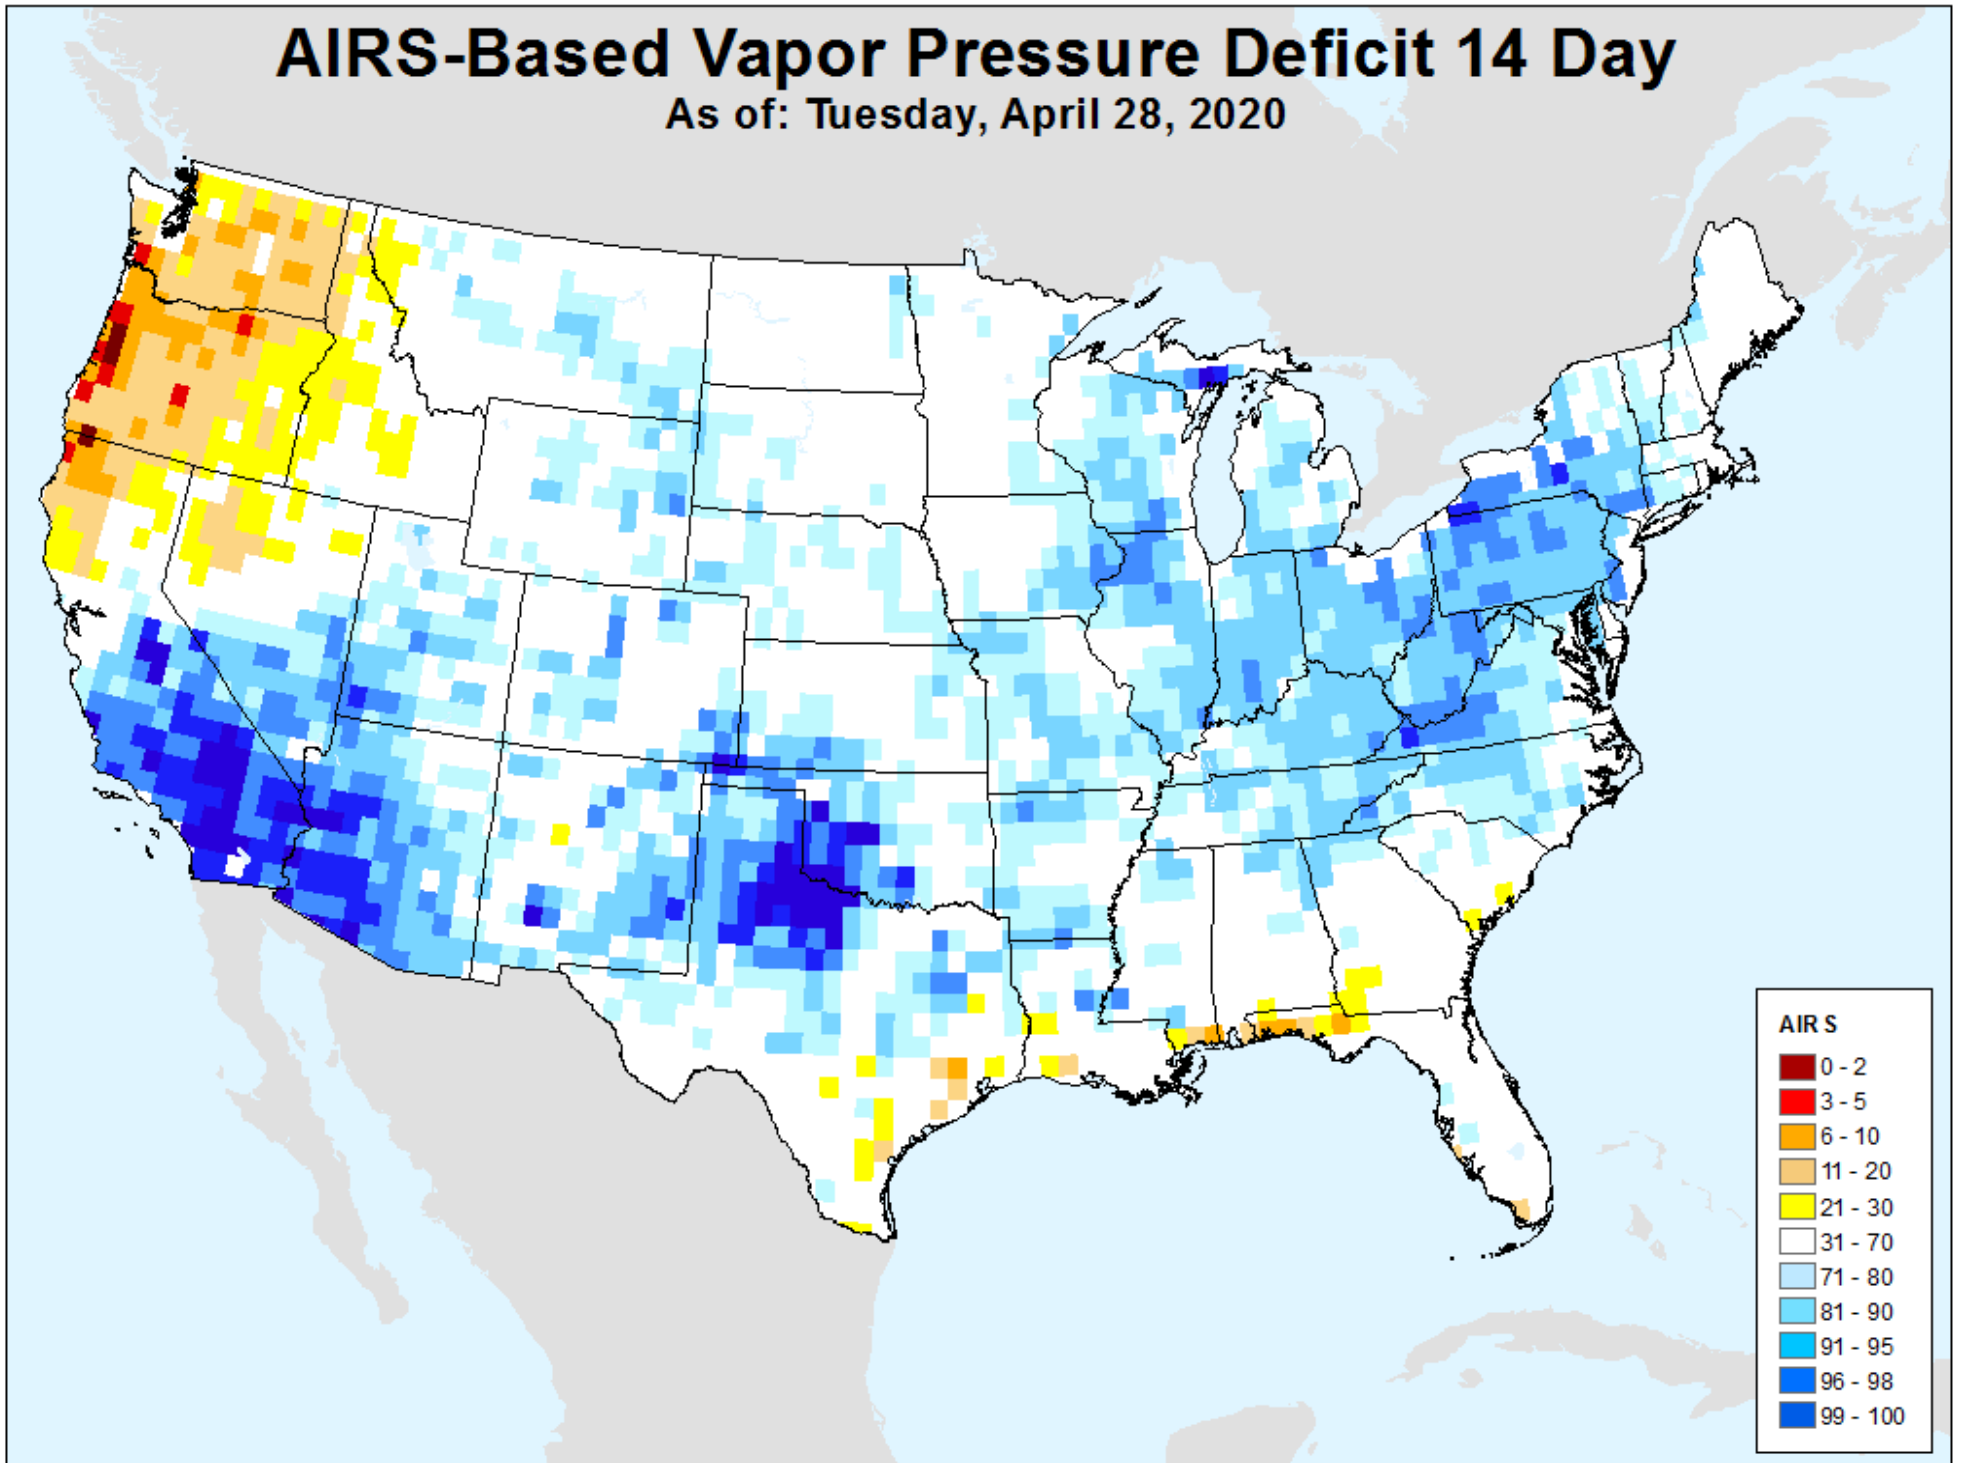 AIRS-Based Vapor Pressure Deficit 14 Day
As of: Tuesday, April 28, 2020
AIRS
0 - 2
3 - 5
6 - 10
11 - 20
21 - 30
31 - 70
71 - 80
81 - 90
91 - 95
96 - 98
99 - 100